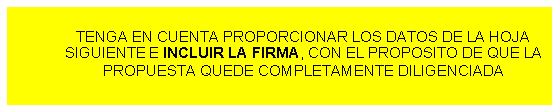 TENGA EN CUENTA PROPORCIONAR LOS DATOS DE LA HOJA
SIGUIENTE E INCLUIR LA FIRMA, CON EL PROPOSITO DE QUE LA
PROPUESTA QUEDE COMPLETAMENTE DILIGENCIADA